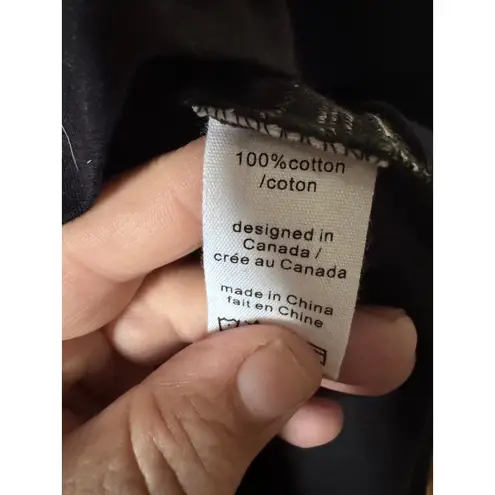 100%cotton
/coton
designed in
Canada /
crée au Canada
made in China
fait en Chine